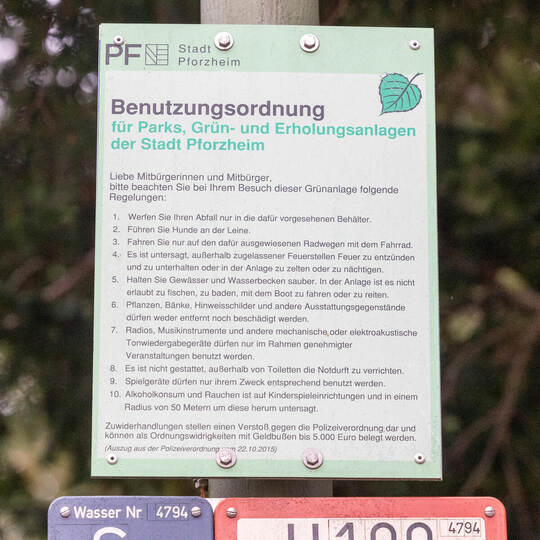 PF Stadt
Pforzheim
Benutzungsordnung
für Parks, Grün- und Erholungsanlagen
der Stadt Pforzheim
Liebe Mitbürgerinnen und Mitbürger,
bitte beachten Sie bei Ihrem Besuch dieser Grünanlage folgende
Regelungen:
1. Werfen Sie Ihren Abfall nur in die dafür vorgesehenen Behälter.
2. Führen Sie Hunde an der Leine.
3. Fahren Sie nur auf den dafür ausgewiesenen Radwegen mit dem Fahrrad.
4. Es ist untersagt, außerhalb zugelassener Feuerstellen Feuer zu entzünden
und zu unterhalten oder in der Anlage zu zelten oder zu nächtigen.
5. Halten Sie Gewässer und Wasserbecken sauber. In der Anlage ist es nicht
erlaubt zu fischen, zu baden, mit dem Boot zu fahren oder zu reiten.
6. Pflanzen, Bänke, Hinweisschilder und andere Ausstattungsgegenstände
dürfen weder entfernt noch beschädigt werden.
7. Radios, Musikinstrumente und andere mechanische oder elektroakustische
Tonwiedergabegeräte dürfen nur im Rahmen genehmigter
Veranstaltungen benutzt werden.
8. Es ist nicht gestattet, außerhalb von Toiletten die Notdurft zu verrichten.
9. Spielgeräte dürfen nur ihrem Zweck entsprechend benutzt werden.
10. Alkoholkonsum und Rauchen ist auf Kinderspieleinrichtungen und in einem
Radius von 50 Metern um diese herum untersagt.
Zuwiderhandlungen stellen einen Verstoß gegen die Polizeiverordnung dar und
können als Ordnungswidrigkeiten mit Geldbußen bis 5.000 Euro belegt werden.
(Auszug aus der Polizeiverordnung vom 22.10.2015)
Wasser Nr 4794
4794